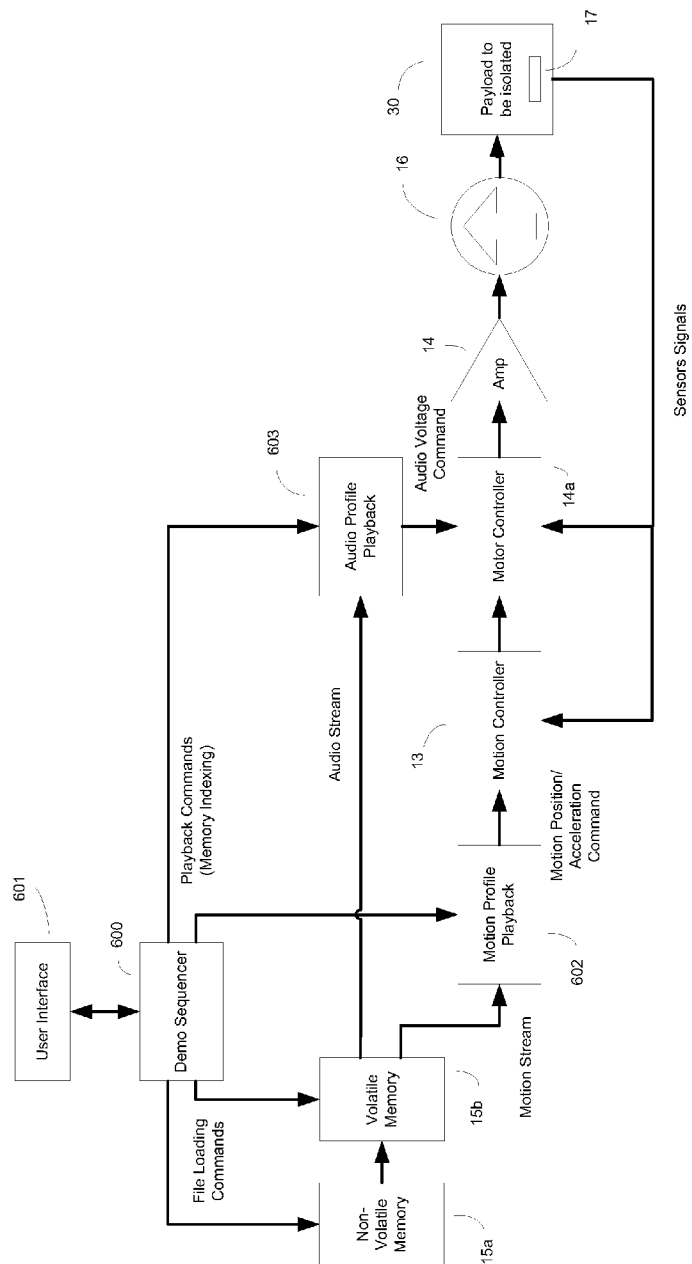 601
User Interface
600
Demo Sequencer
File Loading
Commands
Playback Commands
(Memory Indexing)
Non-
Volatile
Memory
15a
Volatile
Memory
15b
Audio Stream
Motion Stream
603
Audio Profile
Playback
Motion Profile
Playback
602
Motion Position/
Acceleration
Command
13
Motion Controller
Audio Voltage
Command
Motor Controller
14a
14
Amp
16
30
Payload to
be isolated
17
Sensors Signals